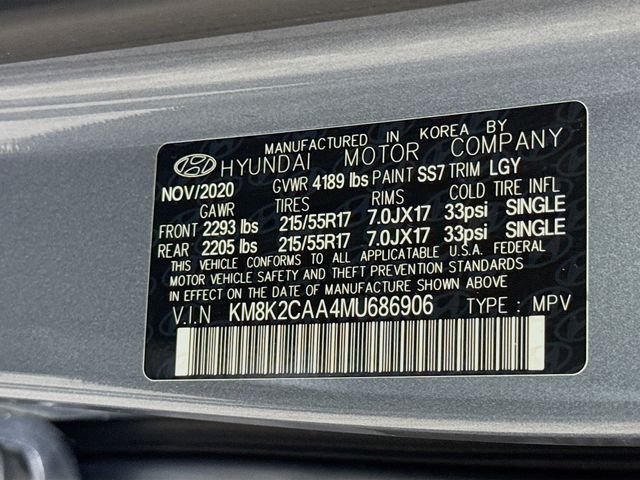 MANUFACTURED IN KOREA BY
HYUNDAI MOTOR COMPANY
NOV/2020 GVWR 4189 lbs PAINT SS7 TRIM LGY
GAWR TIRES RIMS COLD TIRE INFL
FRONT 2293 lbs 215/55R17 7.0JX17 33psi SINGLE
REAR 2205 lbs 215/55R17 7.0JX17 33psi SINGLE
THIS VEHICLE CONFORMS TO ALL APPLICATABLE U.S.A. FEDERAL
MOTOR VEHICLE SAFETY AND THEFT PREVENTION STANDARDS
IN EFFECT ON THE DATE OF MANUFACTURE SHOWN ABOVE
V.I.N KM8K2CAA4MU686906 TYPE : MPV